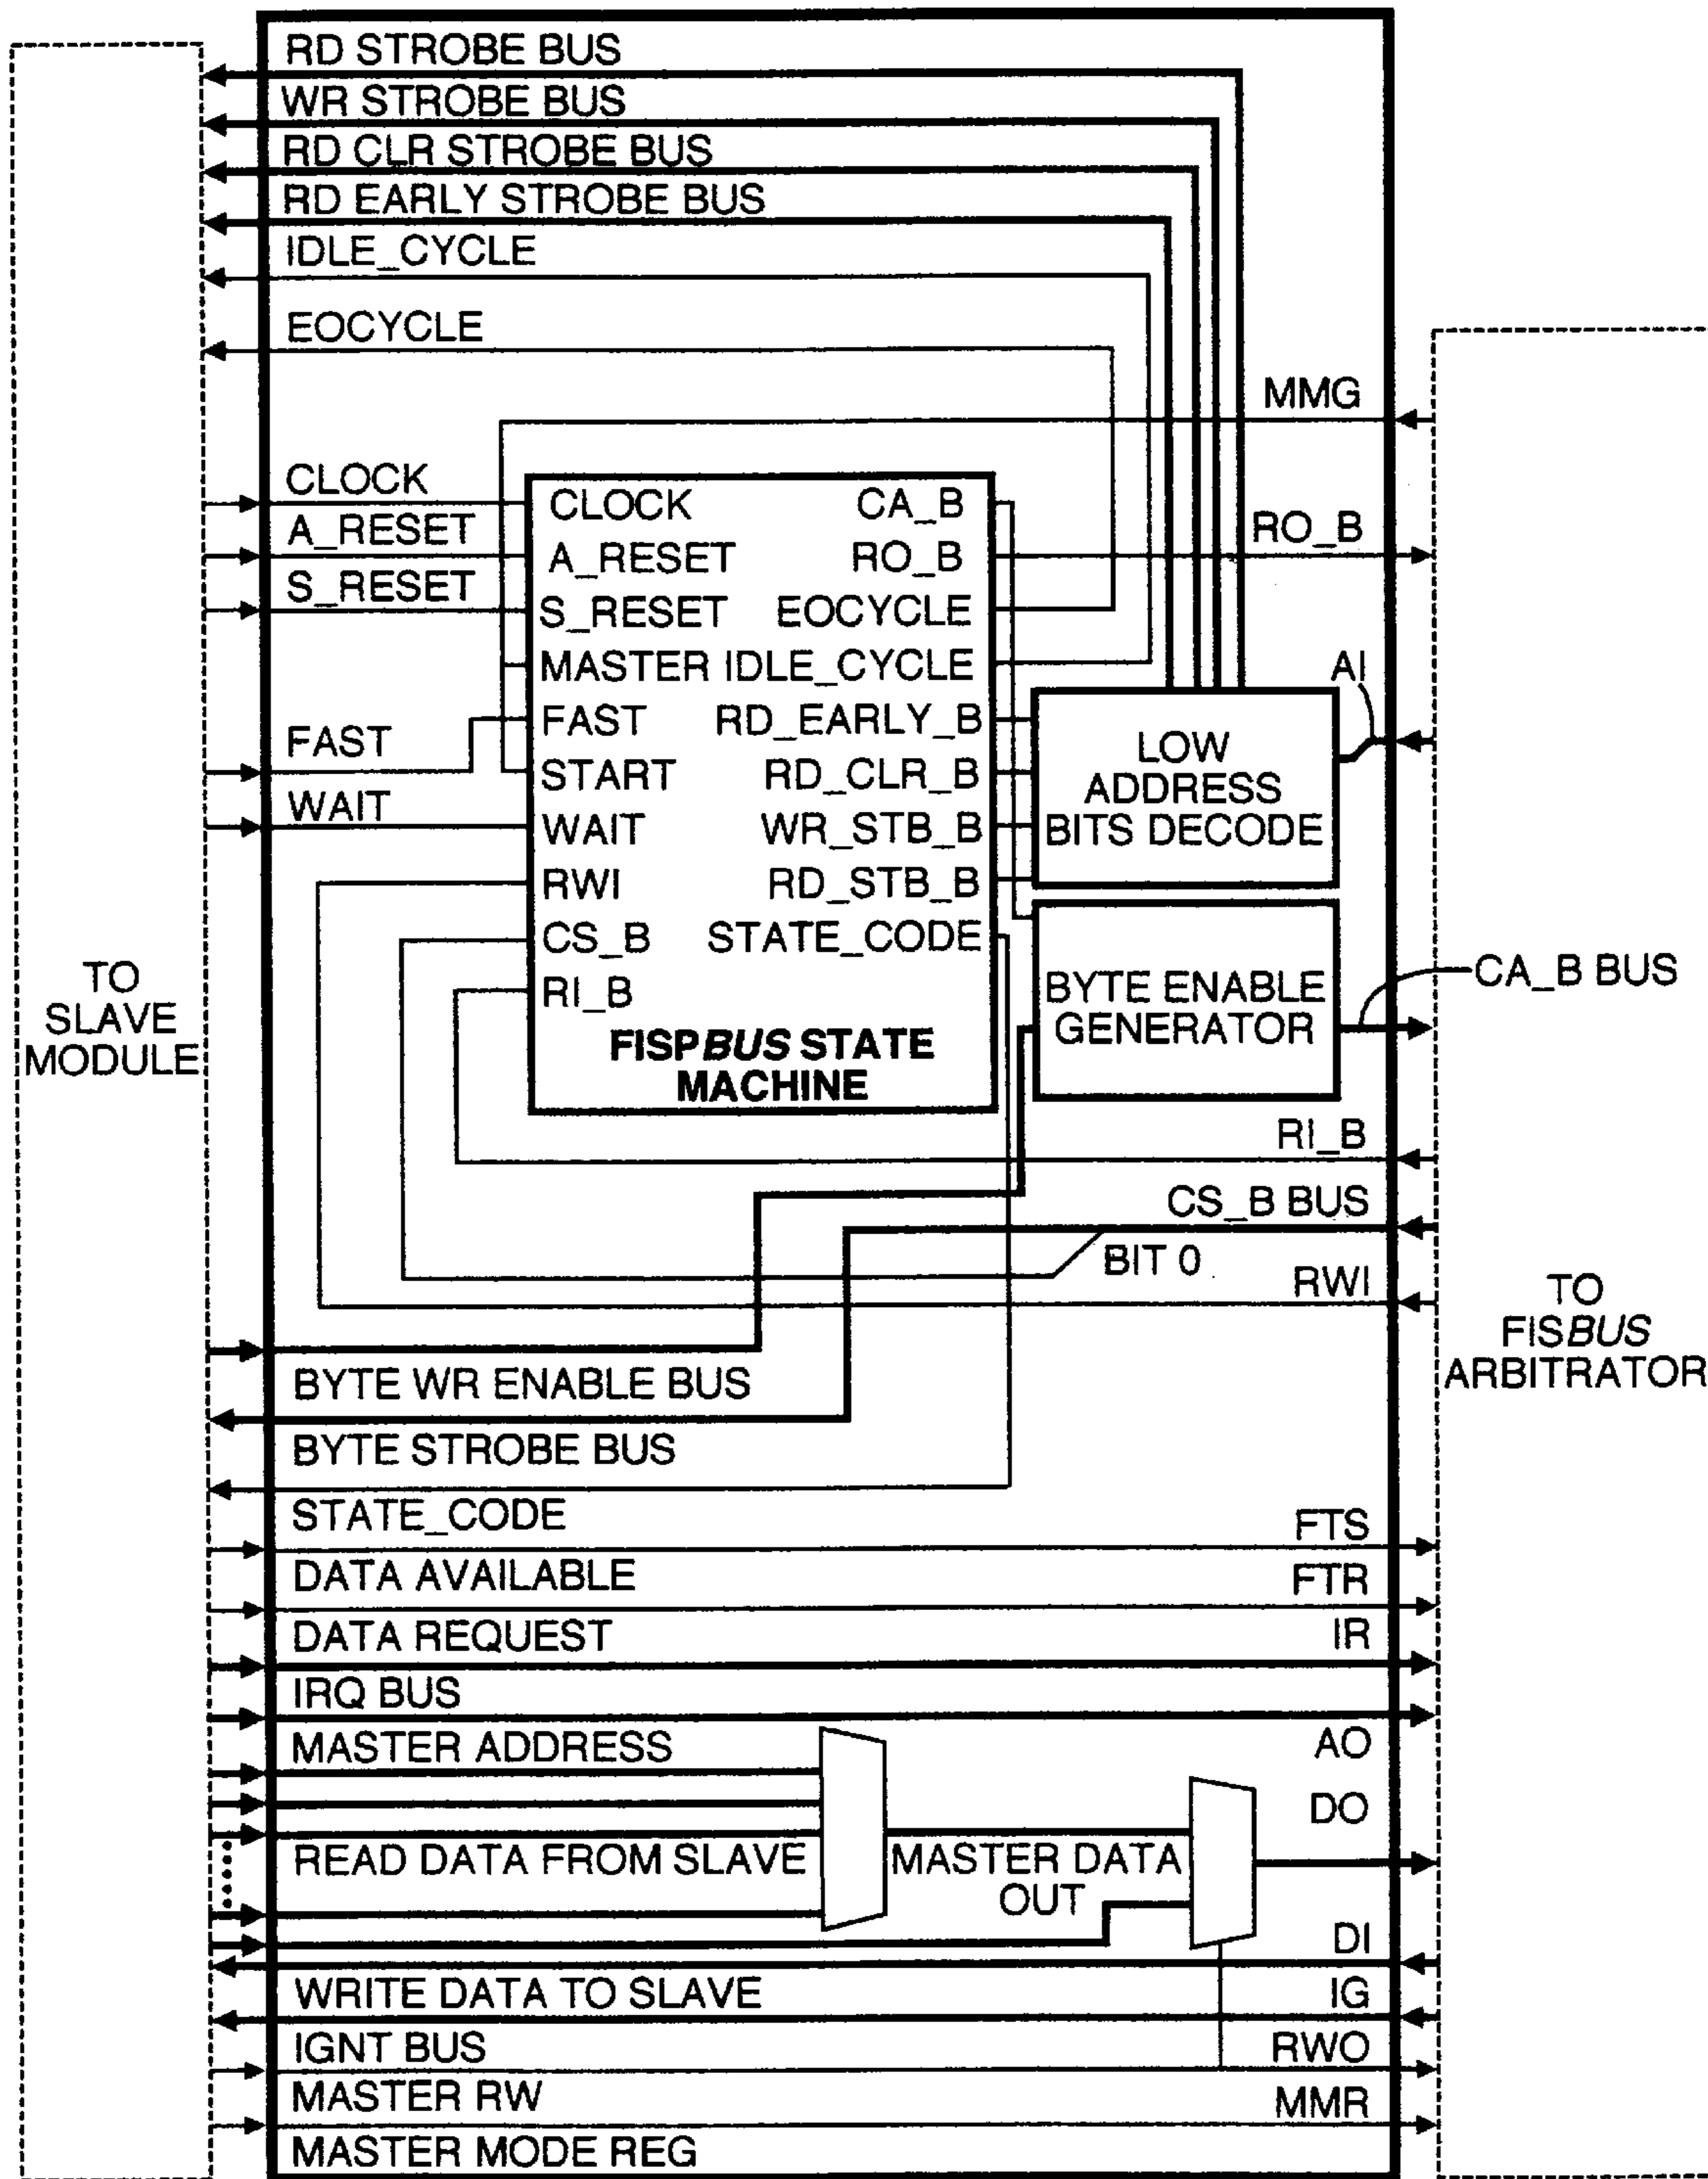 RD STROBE BUS
WR STROBE BUS
RD CLR STROBE BUS
RD EARLY STROBE BUS
IDLE_CYCLE
EOCYCLE
MMG
CLOCK
A_RESET
S_RESET
FAST
WAIT
CLOCK CA_B
A_RESET RO_B
S_RESET EOCYCLE
MASTER IDLE_CYCLE
FAST RD_EARLY_B
START RD_CLR_B
WAIT WR_STB_B
RWI RD_STB_B
CS_B STATE_CODE
RI_B
FISPBUS STATE
MACHINE
RO_B
AI
LOW
ADDRESS
BITS DECODE
BYTE ENABLE
GENERATOR
CA_B BUS
TO
SLAVE
MODULE
RI_B
CS_B BUS
BIT 0
RWI
TO
FISBUS
ARBITRATOR
BYTE WR ENABLE BUS
BYTE STROBE BUS
STATE_CODE
FTS
DATA AVAILABLE
FTR
DATA REQUEST
IR
IRQ BUS
MASTER ADDRESS
AO
DO
READ DATA FROM SLAVE
MASTER DATA
OUT
DI
WRITE DATA TO SLAVE
IG
IGNT BUS
RWO
MASTER RW
MMR
MASTER MODE REG